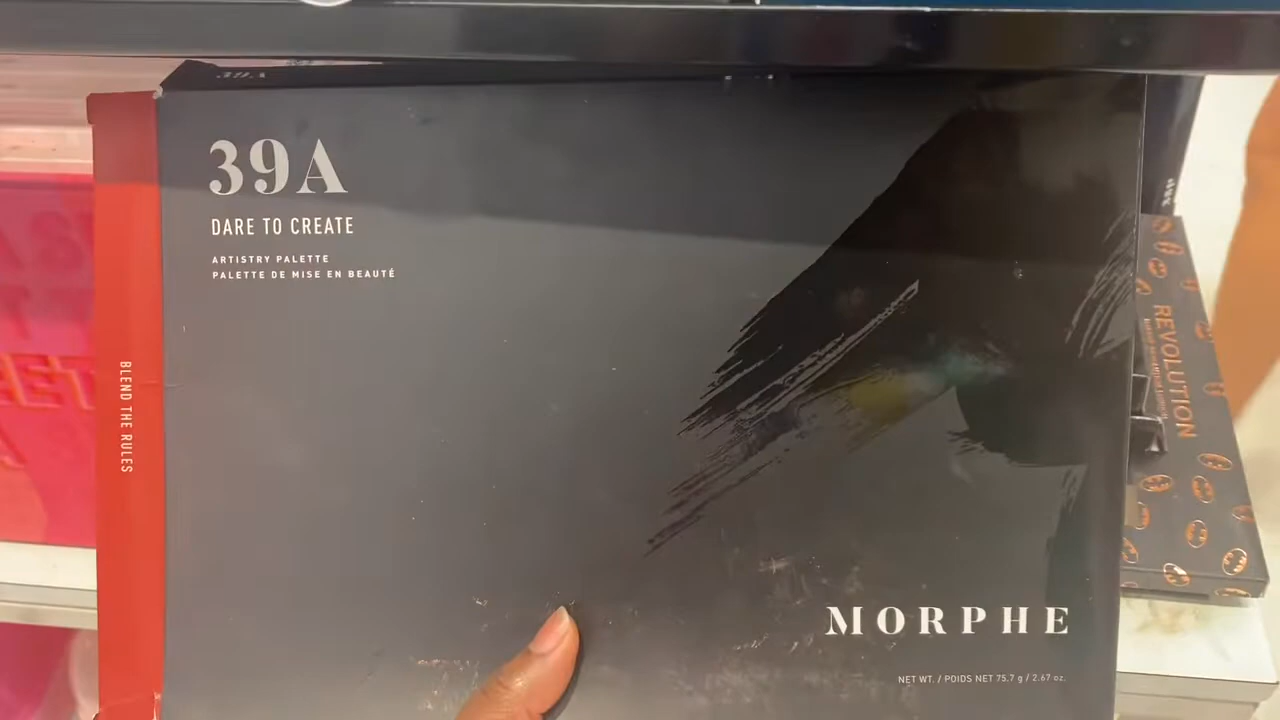 39A
39A
DARE TO CREATE
ARTISTRY PALETTE
PALETTE DE MISE EN BEAUTÉ
BLEND THE RULES
MORPHE
NET WT. / POIDS NET 75.7 g / 2.67 oz.
REVOLUTION